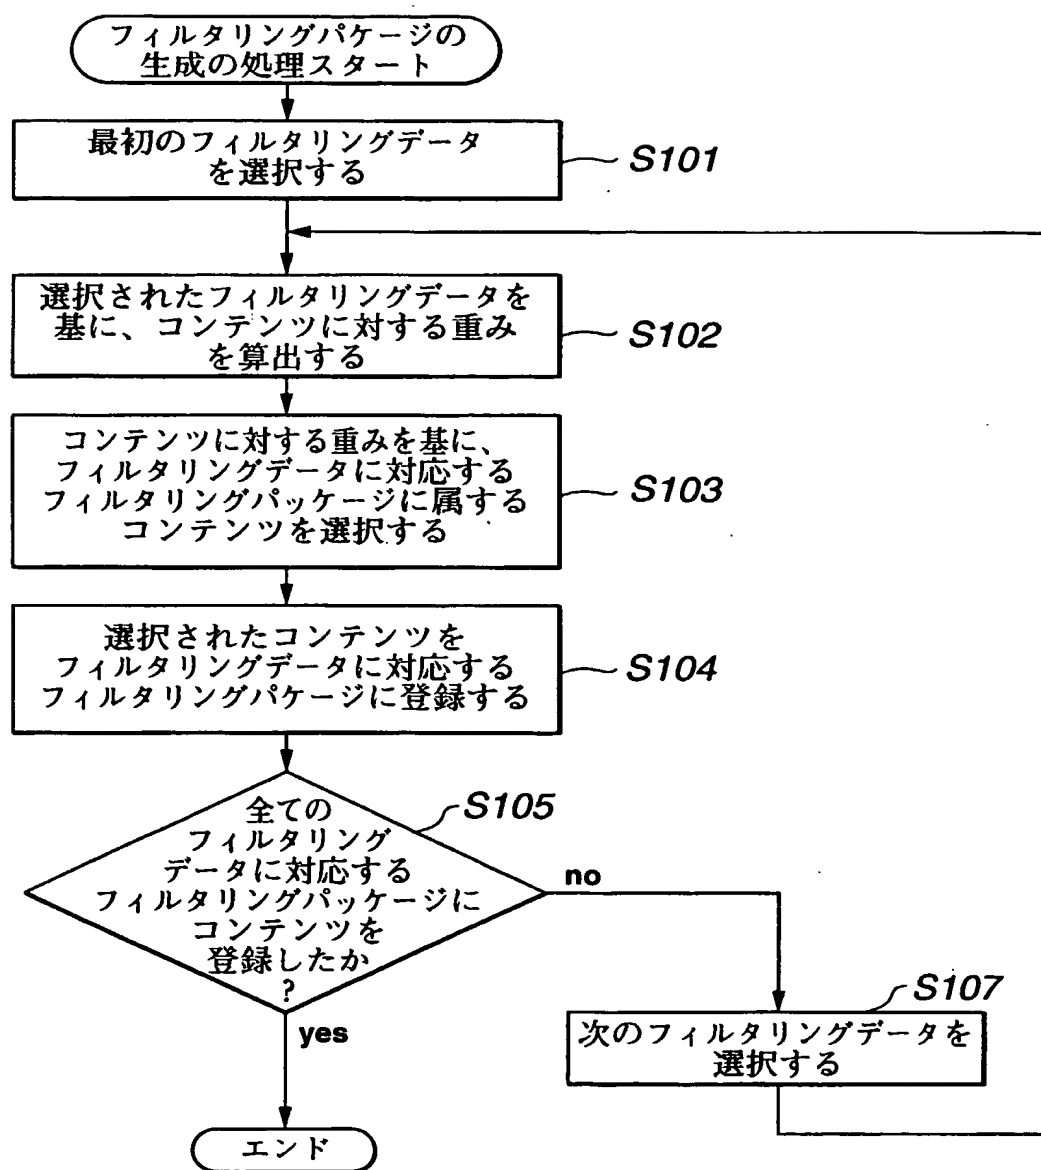 フィルタリングパケージの
生成の処理スタート
最初のフィルタリングデータ
を選択する
S101
選択されたフィルタリングデータを
基に、コンテンツに対する重み
を算出する
S102
コンテンツに対する重みを基に、
フィルタリングデータに対応する
フィルタリングパッケージに属する
コンテンツを選択する
S103
選択されたコンテンツを
フィルタリングデータに対応する
フィルタリングパケージに登録する
S104
全ての
フィルタリング
データに対応する
フィルタリングパッケージに
コンテンツを
登録したか
?
S105
no
S107
次のフィルタリングデータを
選択する
yes
エンド